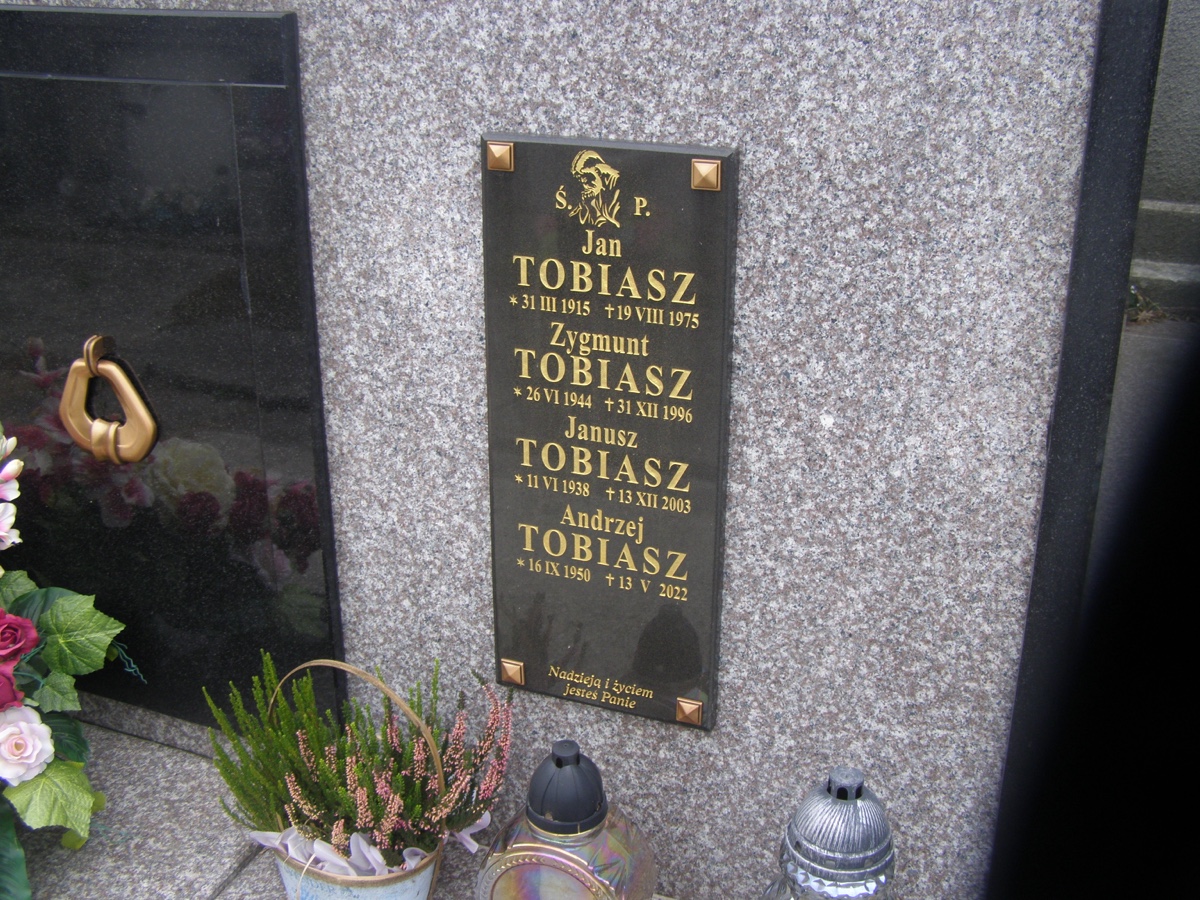 Ś. P.
Jan
TOBIASZ
* 31 III 1915 † 19 VIII 1975
Zygmunt
TOBIASZ
* 26 VI 1944 † 31 XII 1996
Janusz
TOBIASZ
* 11 VI 1938 † 13 XII 2003
Andrzej
TOBIASZ
* 16 IX 1950 † 13 V 2022
Nadzieją i życiem
jesteś Panie